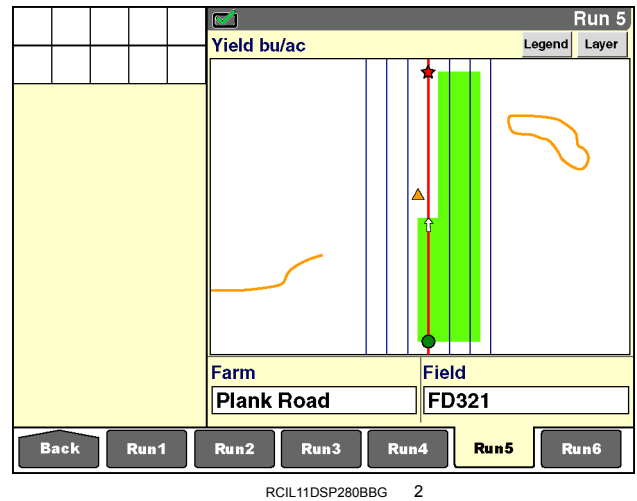 Run 5
Yield bu/ac
Legend
Layer
Farm
Field
Plank Road
FD321
Back
Run1
Run2
Run3
Run4
Run5
Run6
RCIL11DSP280BBG 2